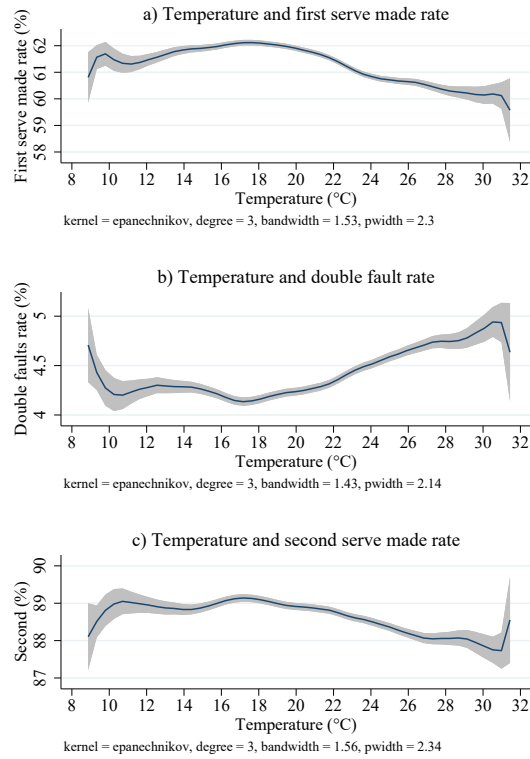 a) Temperature and first serve made rate
First serve made rate (%)
62
61
60
59
58
8 10 12 14 16 18 20 22 24 26 28 30 32
Temperature (°C)
kernel = epanechnikov, degree = 3, bandwidth = 1.53, pwidth = 2.3
b) Temperature and double fault rate
Double faults rate (%)
5
4.5
4
8 10 12 14 16 18 20 22 24 26 28 30 32
Temperature (°C)
kernel = epanechnikov, degree = 3, bandwidth = 1.43, pwidth = 2.14
c) Temperature and second serve made rate
Second (%)
90
89
88
87
8 10 12 14 16 18 20 22 24 26 28 30 32
Temperature (°C)
kernel = epanechnikov, degree = 3, bandwidth = 1.56, pwidth = 2.34